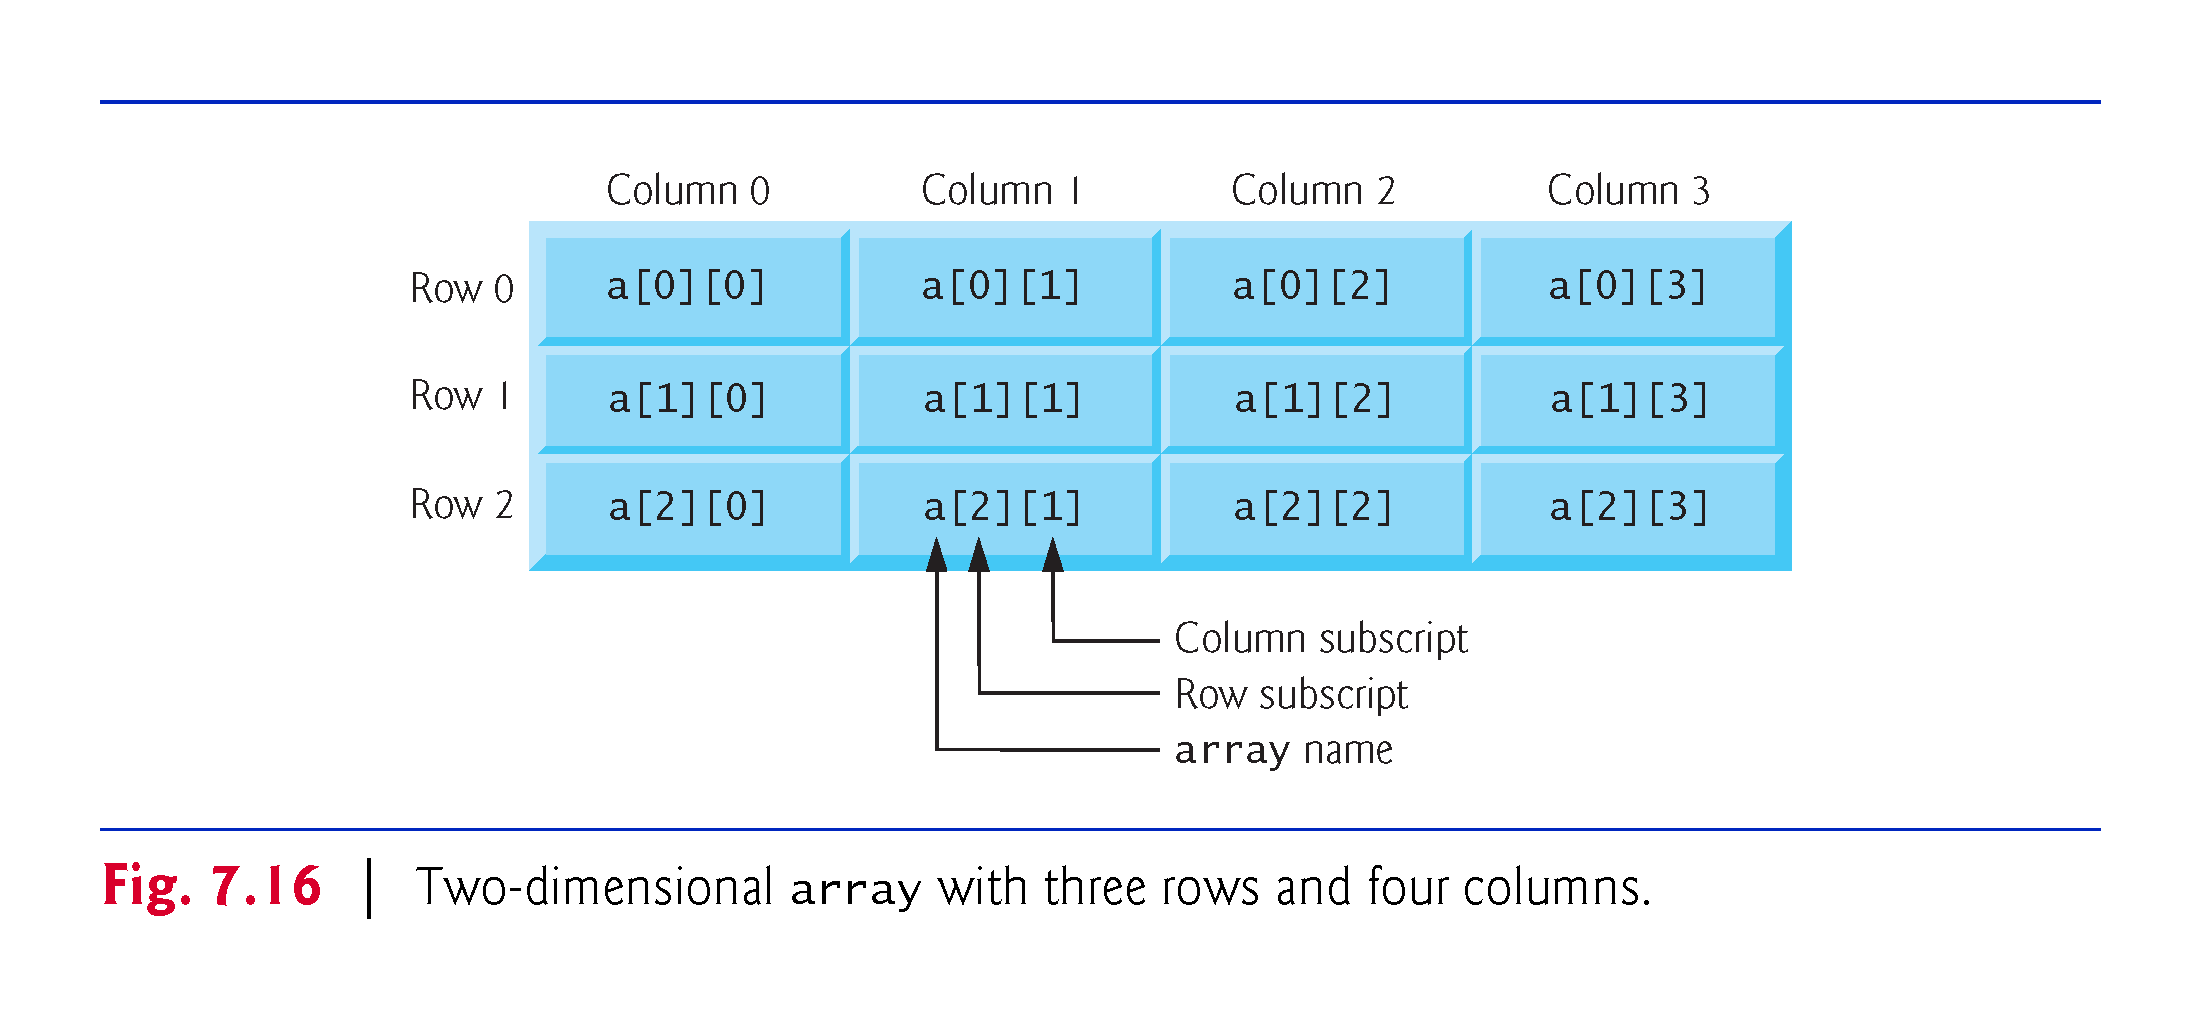 Column 0 Column 1 Column 2 Column 3
Row 0 a[0][0] a[0][1] a[0][2] a[0][3]
Row 1 a[1][0] a[1][1] a[1][2] a[1][3]
Row 2 a[2][0] a[2][1] a[2][2] a[2][3]
Column subscript
Row subscript
array name
Fig. 7.16 | Two-dimensional array with three rows and four columns.